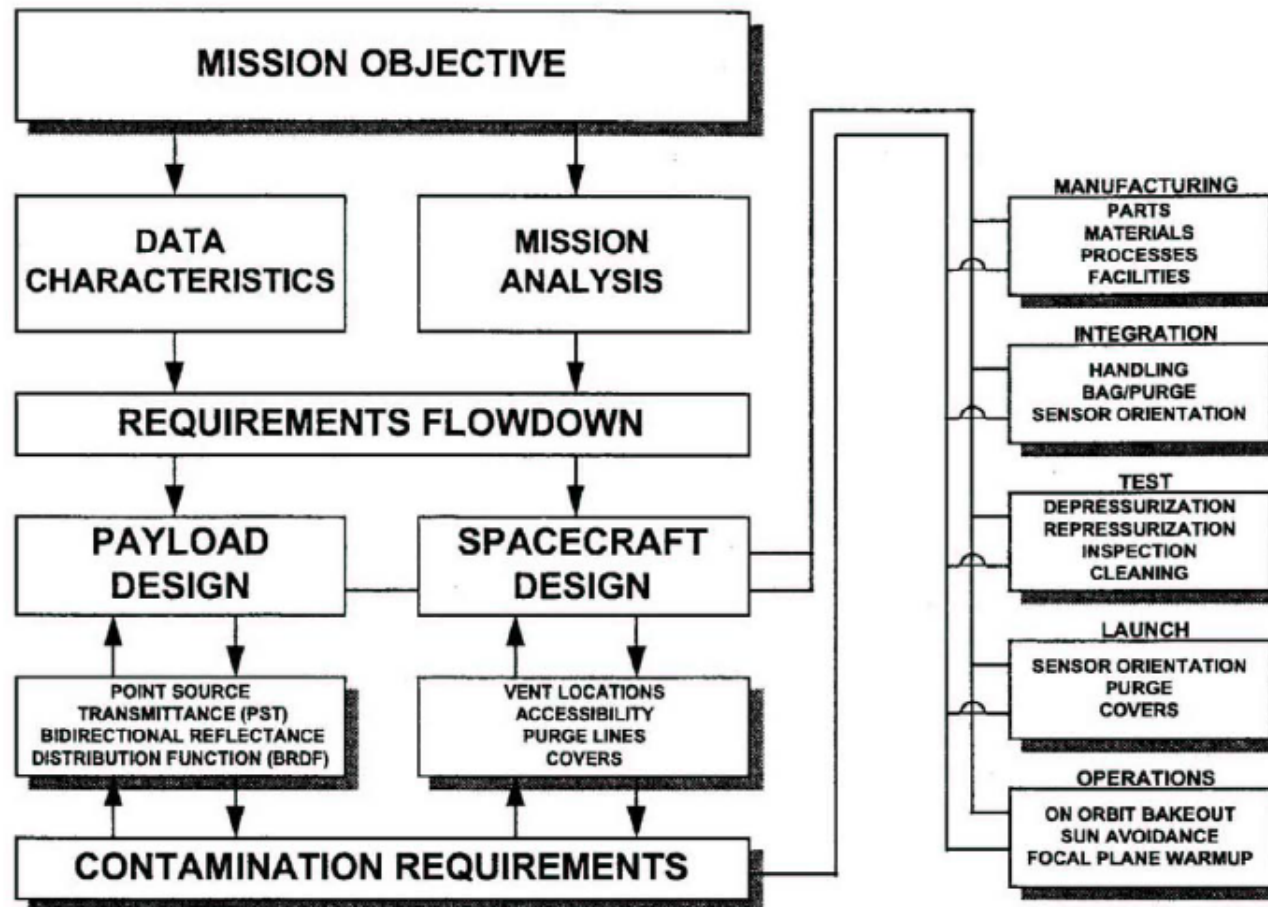 MISSION OBJECTIVE
DATA
CHARACTERISTICS
MISSION
ANALYSIS
REQUIREMENTS FLOWDOWN
PAYLOAD
DESIGN
SPACECRAFT
DESIGN
POINT SOURCE
TRANSMITTANCE (PST)
BIDIRECTIONAL REFLECTANCE
DISTRIBUTION FUNCTION (BRDF)
VENT LOCATIONS
ACCESSIBILITY
PURGE LINES
COVERS
CONTAMINATION REQUIREMENTS
MANUFACTURING
PARTS
MATERIALS
PROCESSES
FACILITIES
INTEGRATION
HANDLING
BAG/PURGE
SENSOR ORIENTATION
TEST
DEPRESSURIZATION
REPRESSURIZATION
INSPECTION
CLEANING
LAUNCH
SENSOR ORIENTATION
PURGE
COVERS
OPERATIONS
ON ORBIT BAKEOUT
SUN AVOIDANCE
FOCAL PLANE WARMUP